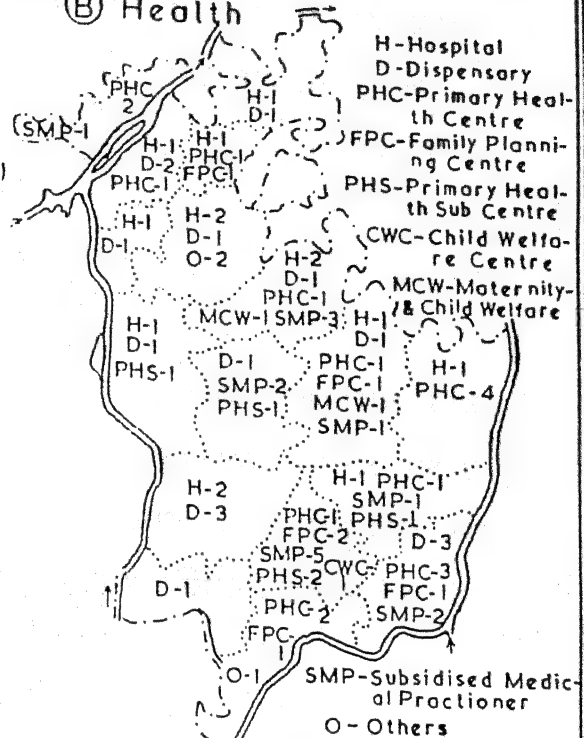 B Health
H-Hospital
D-Dispensary
PHC-Primary Heal-
th Centre
FPC-Family Planni-
ng Centre
PHS-Primary Heal-
th Sub Centre
CWC-Child Welfa-
re Centre
MCW-Maternity-
& Child Welfare
PHC
2
SMP-1
H-1
D-1
H-1
D-2
PHC-1
H-1
PHC-1
FPC-1
H-1
D-1
H-2
D-1
O-2
H-2
D-1
PHC-1
MCW-1 SMP-3
H-1
D-1
PHS-1
D-1
SMP-2
PHS-1
H-1
D-1
PHC-1
FPC-1
MCW-1
SMP-1
H-1
PHC-4
H-2
D-3
H-1 PHC-1
SMP-1
PHS-1
PHC-1
FPC-2
SMP-5
PHS-2
CWC-
1
D-3
PHC-3
FPC-1
SMP-2
D-1
PHC-2
FPC-
1
O-1
SMP-Subsidised Medic-
al Practioner
O-Others